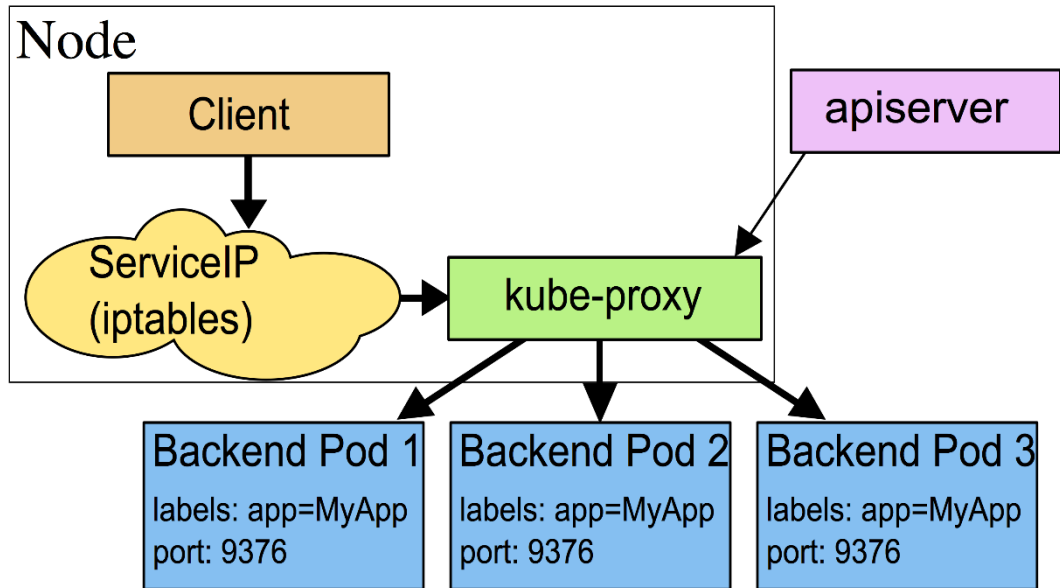 Node
Client
apiserver
ServiceIP
(iptables)
kube-proxy
Backend Pod 1
labels: app=MyApp
port: 9376
Backend Pod 2
labels: app=MyApp
port: 9376
Backend Pod 3
labels: app=MyApp
port: 9376